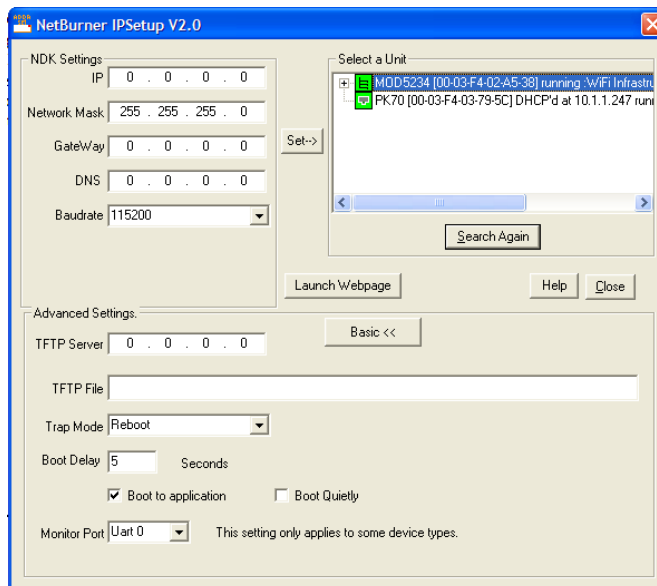 NetBurner IPSetup V2.0
NDK Settings
IP 0 . 0 . 0 . 0
Network Mask 255 . 255 . 255 . 0
GateWay 0 . 0 . 0 . 0
DNS 0 . 0 . 0 . 0
Baudrate 115200
Set-->
Select a Unit
MOD5234 [00-03-F4-02-A5-38] running :WiFi Infrastru
PK70 [00-03-F4-03-79-5C] DHCP'd at 10.1.1.247 runn
Search Again
Launch Webpage
Help
Close
Advanced Settings.
Basic <<
TFTP Server 0 . 0 . 0 . 0
TFTP File
Trap Mode Reboot
Boot Delay 5 Seconds
Boot to application
Boot Quietly
Monitor Port Uart 0
This setting only applies to some device types.